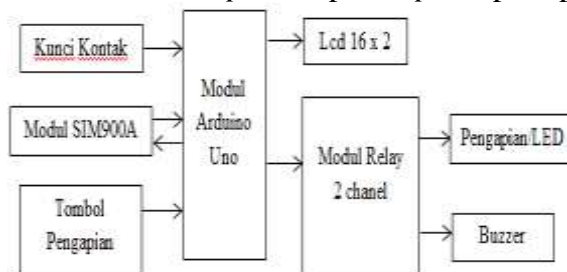 Kunci Kontak
Modul SIM900A
Tombol
Pengapian
Modul
Arduino
Uno
Lcd 16 x 2
Modul Relay
2 chanel
Pengapian/LED
Buzzer